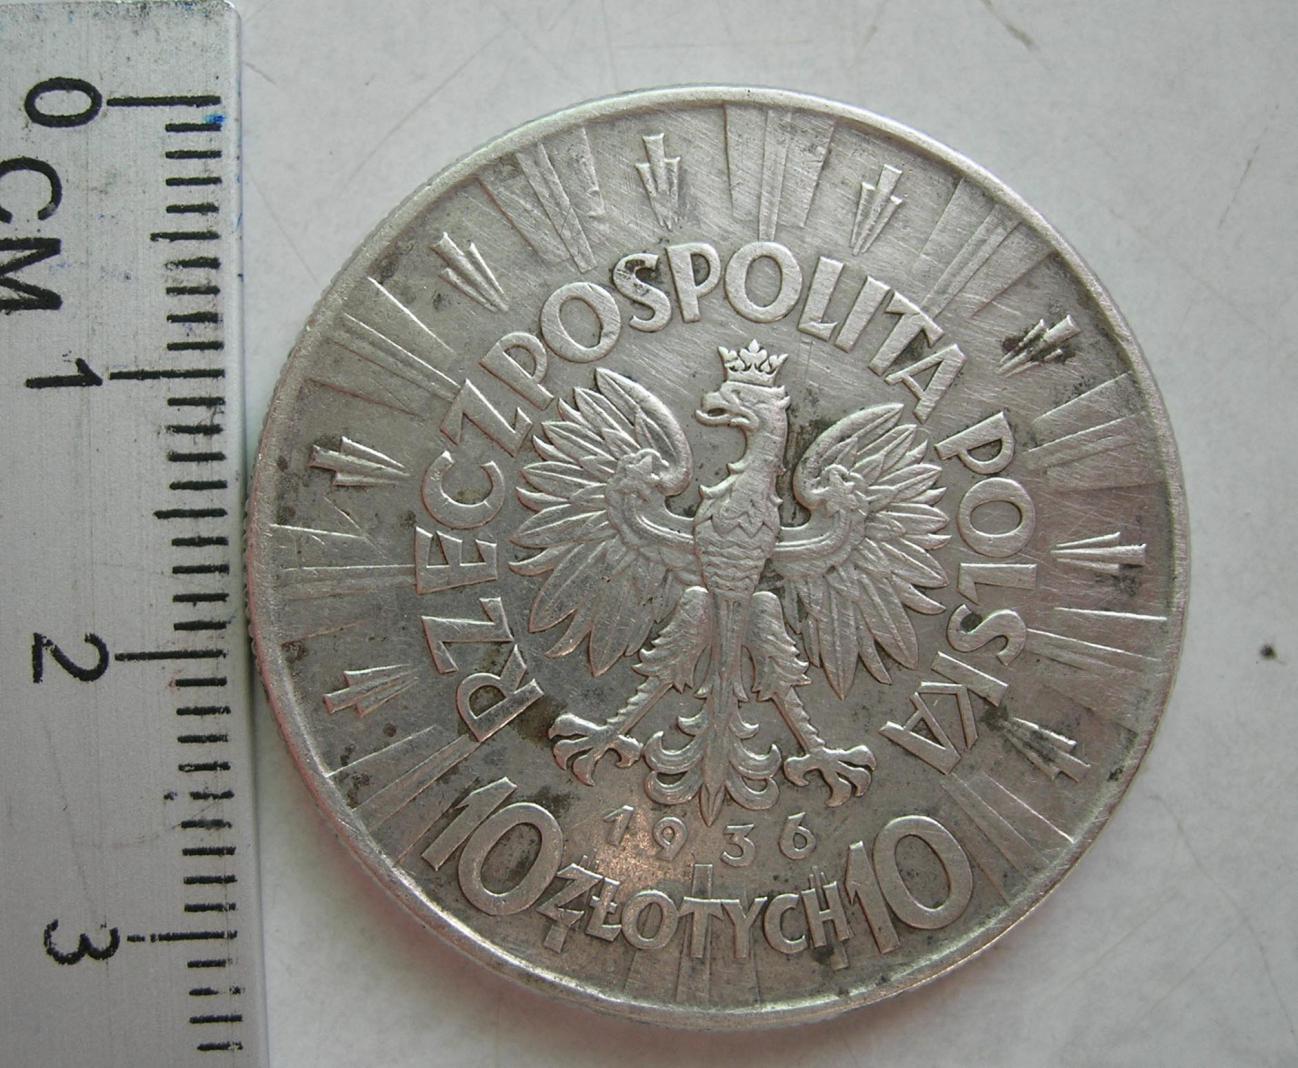 0 CM 1 2 3
RZECZPOSPOLITA POLSKA
1936
10 ZŁOTYCH 10